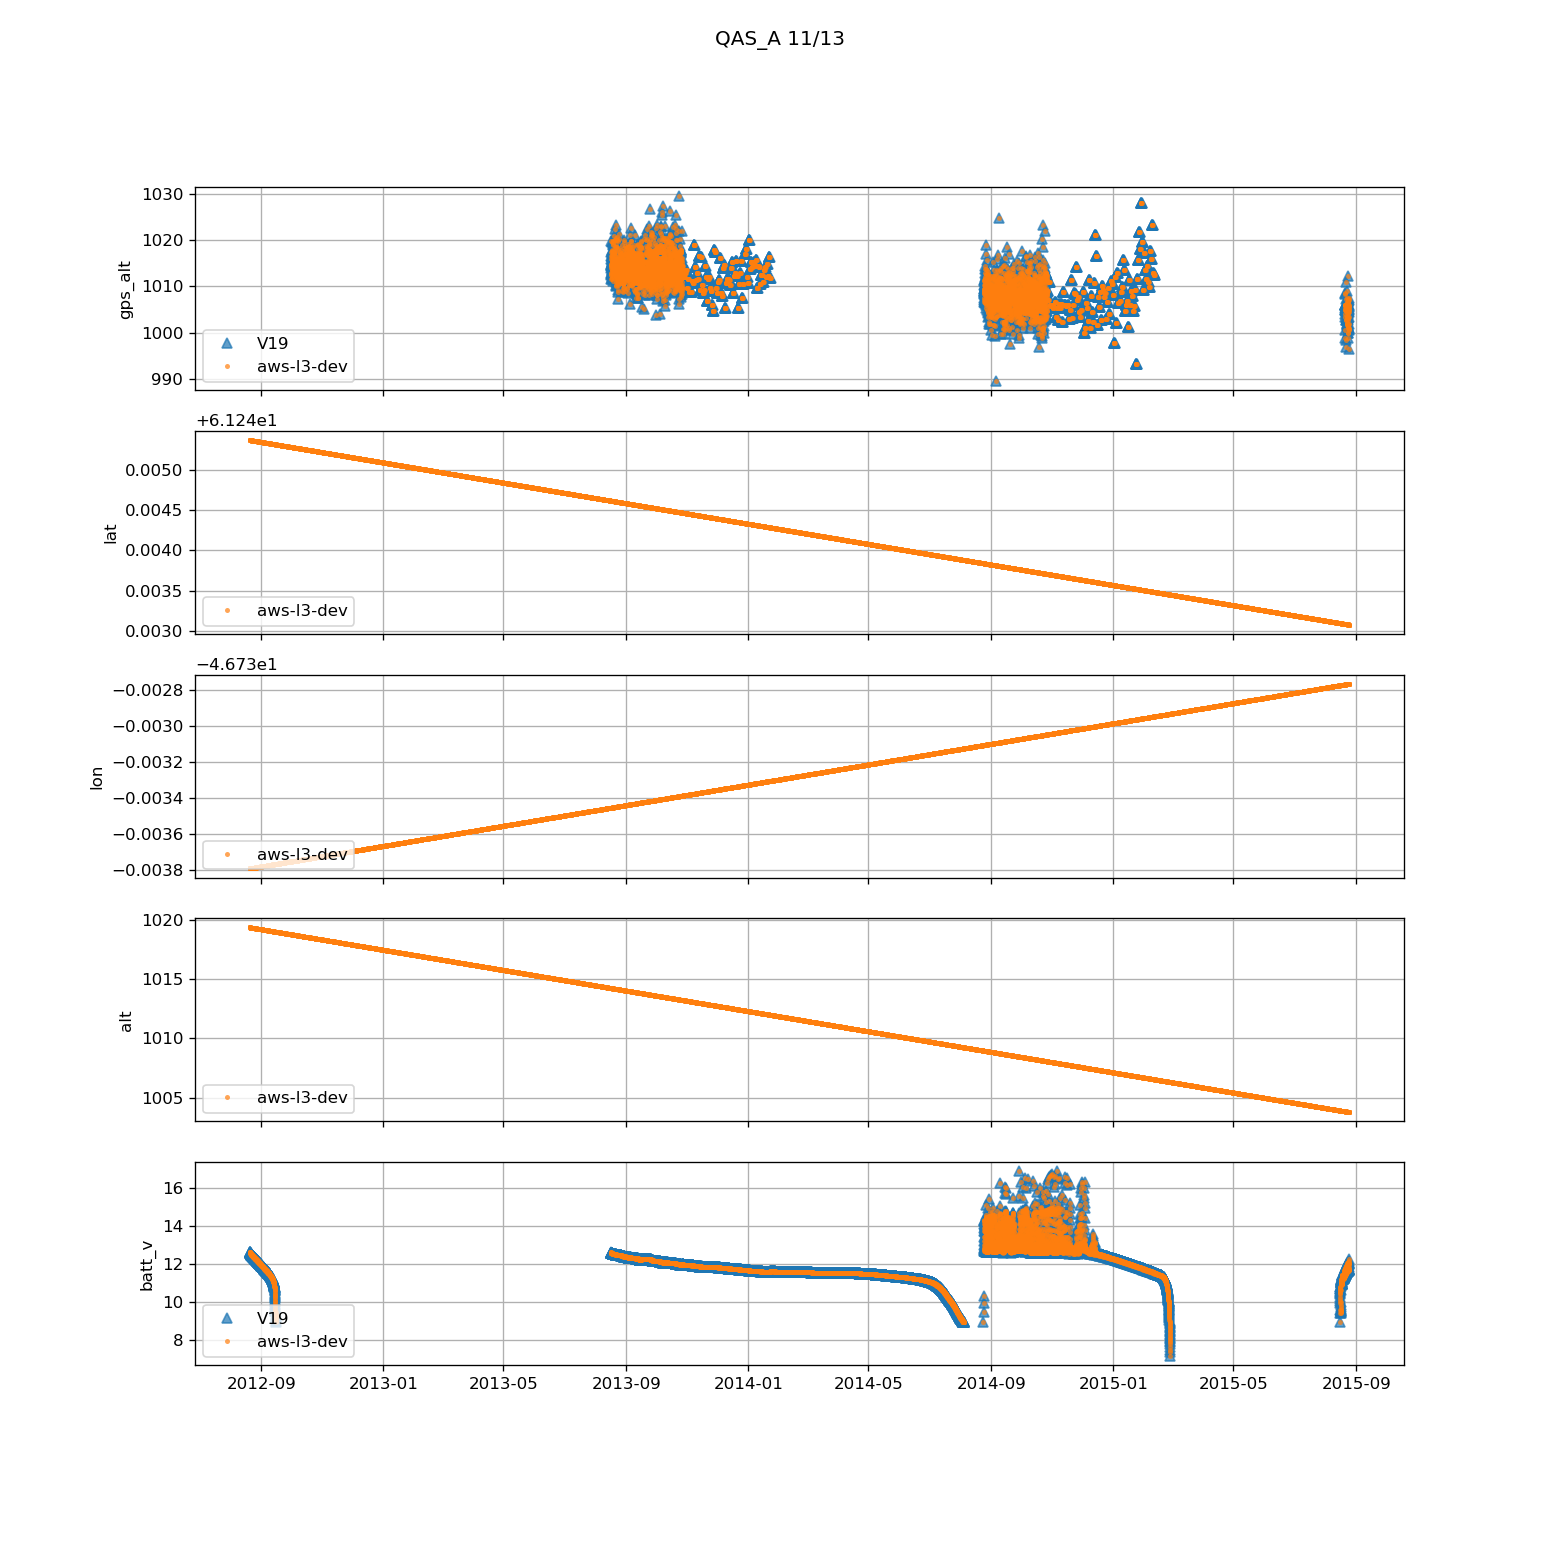 QAS_A 11/13
1030
1020
1010
1000
990
gps_alt
V19
aws-l3-dev
+6.124e1
0.0050
0.0045
0.0040
0.0035
0.0030
lat
aws-l3-dev
−4.673e1
−0.0028
−0.0030
−0.0032
−0.0034
−0.0036
−0.0038
lon
aws-l3-dev
1020
1015
1010
1005
alt
aws-l3-dev
16
14
12
10
8
batt_v
V19
aws-l3-dev
2012-09 2013-01 2013-05 2013-09 2014-01 2014-05 2014-09 2015-01 2015-05 2015-09